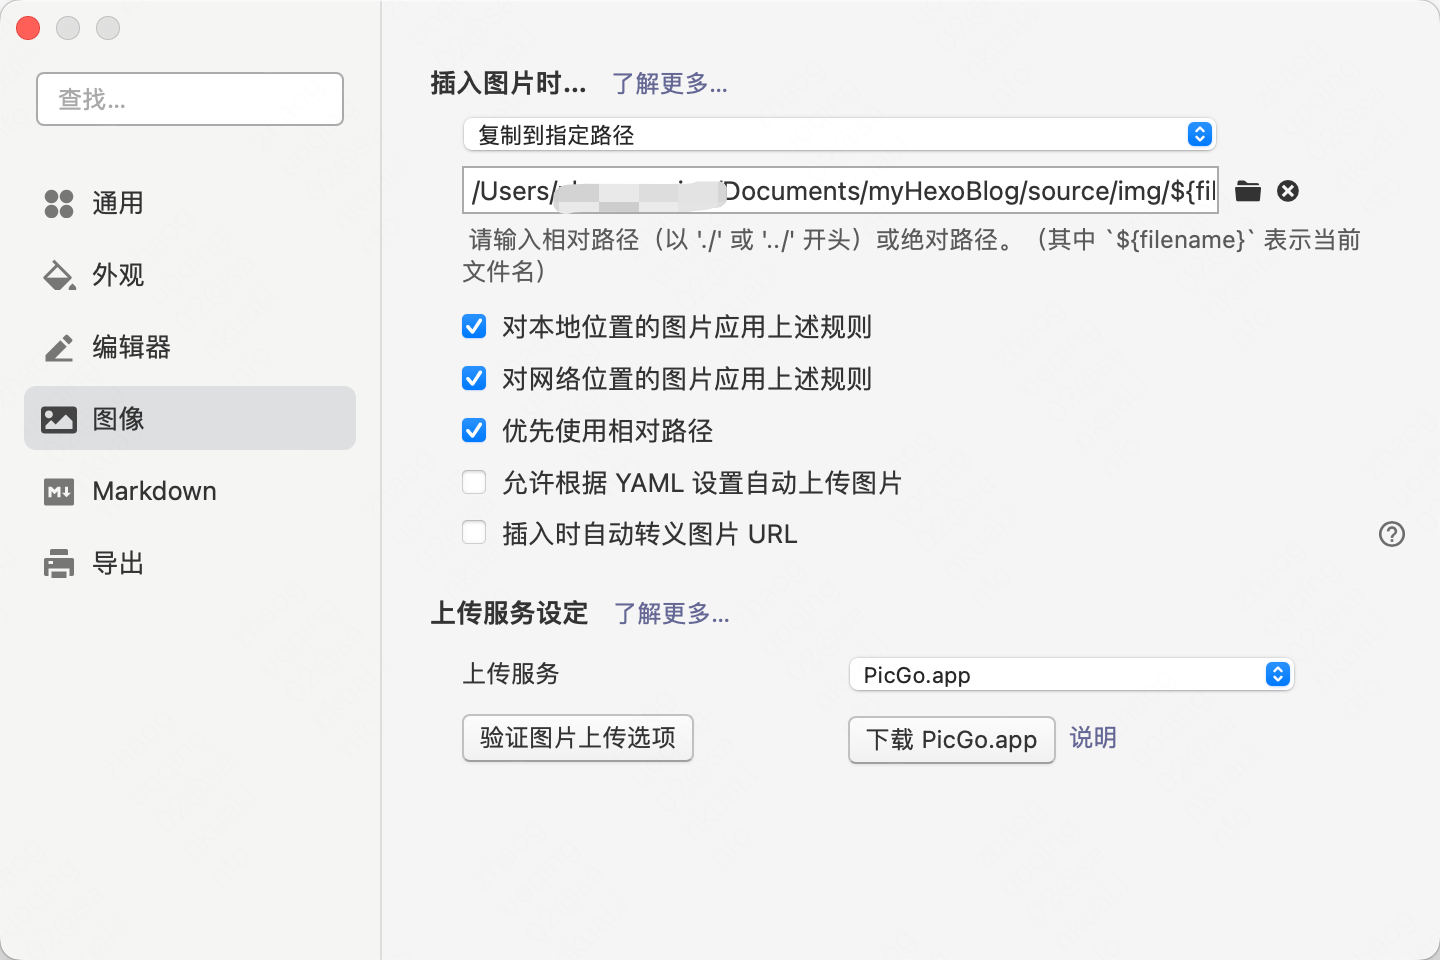 查找...
通用
外观
编辑器
图像
Markdown
导出
插入图片时... 了解更多...
复制到指定路径
/Users/ Documents/myHexoBlog/source/img/${fil
请输入相对路径（以 './' 或 '../' 开头）或绝对路径。（其中 `${filename}` 表示当前
文件名）
对本地位置的图片应用上述规则
对网络位置的图片应用上述规则
优先使用相对路径
允许根据 YAML 设置自动上传图片
插入时自动转义图片 URL
上传服务设定 了解更多...
上传服务 PicGo.app
验证图片上传选项 下载 PicGo.app 说明